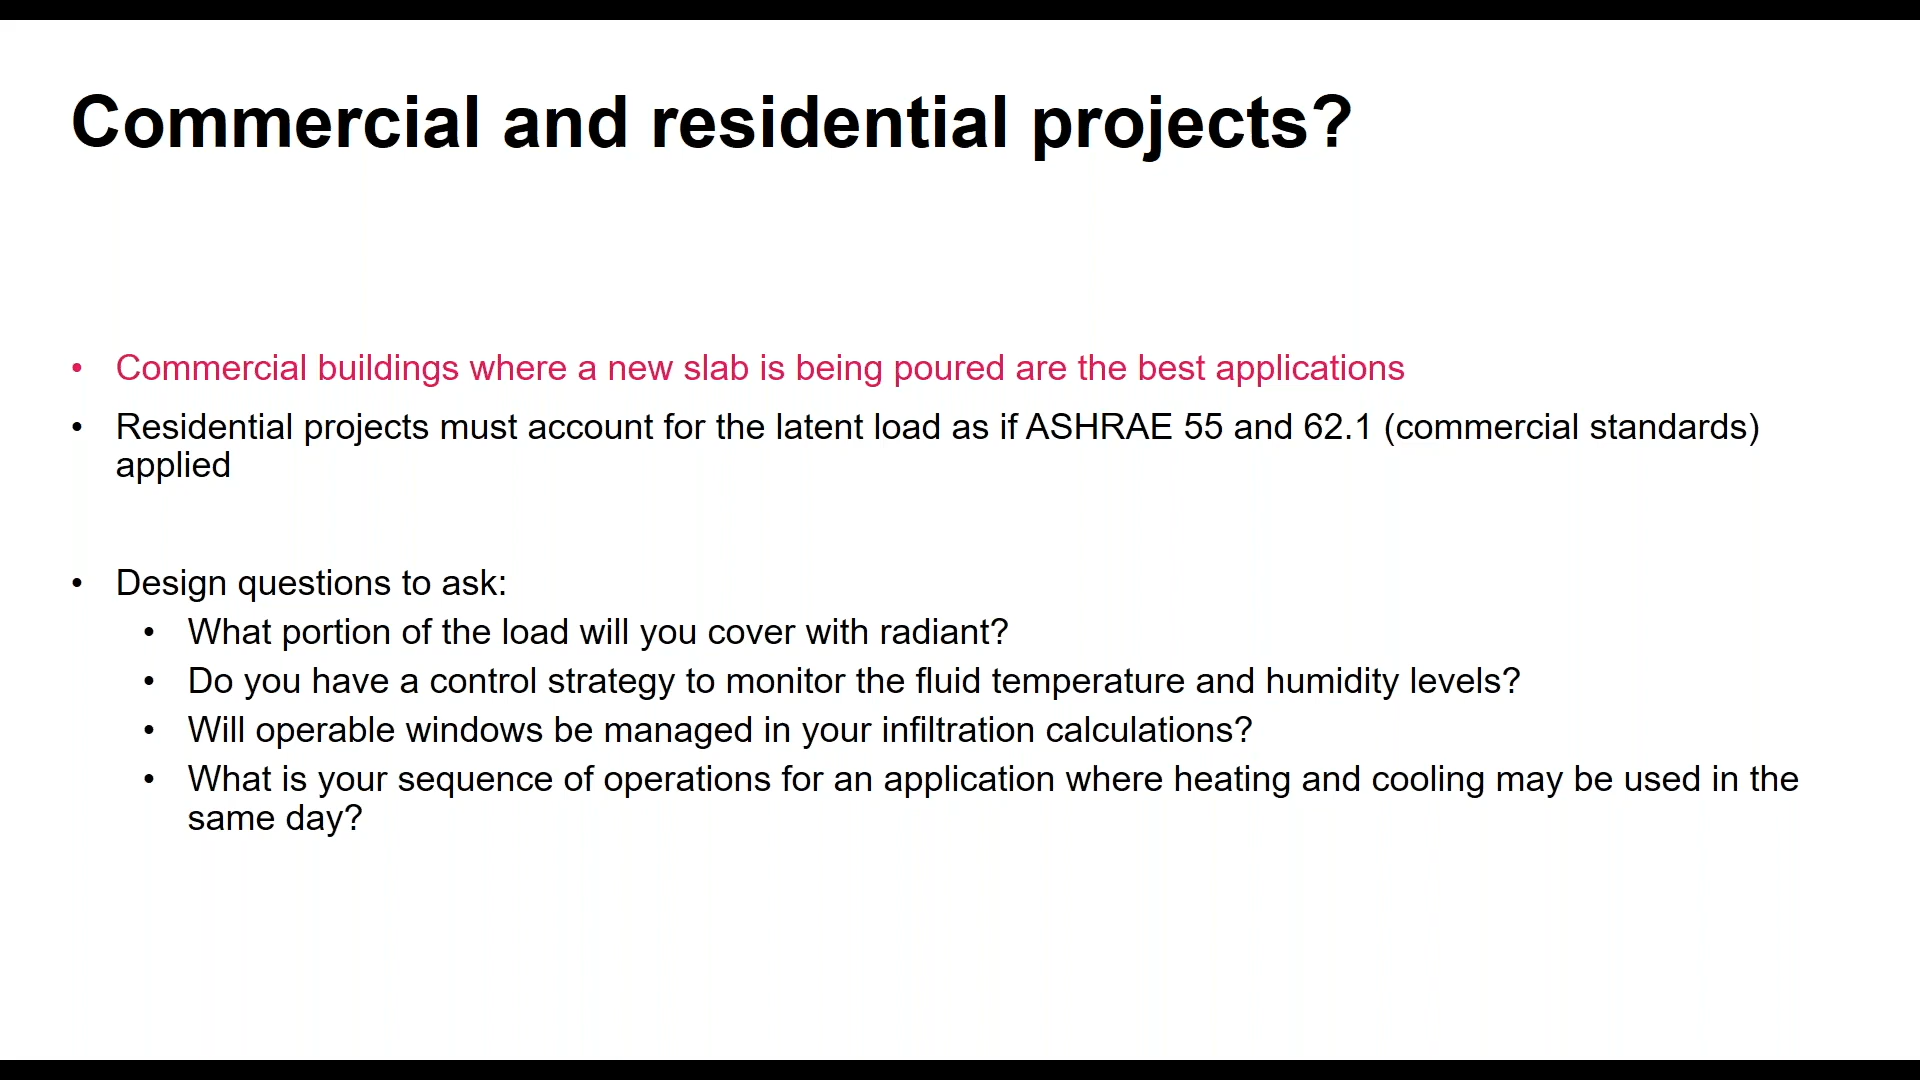 Commercial and residential projects?
• Commercial buildings where a new slab is being poured are the best applications
• Residential projects must account for the latent load as if ASHRAE 55 and 62.1 (commercial standards)
applied
• Design questions to ask:
• What portion of the load will you cover with radiant?
• Do you have a control strategy to monitor the fluid temperature and humidity levels?
• Will operable windows be managed in your infiltration calculations?
• What is your sequence of operations for an application where heating and cooling may be used in the
same day?